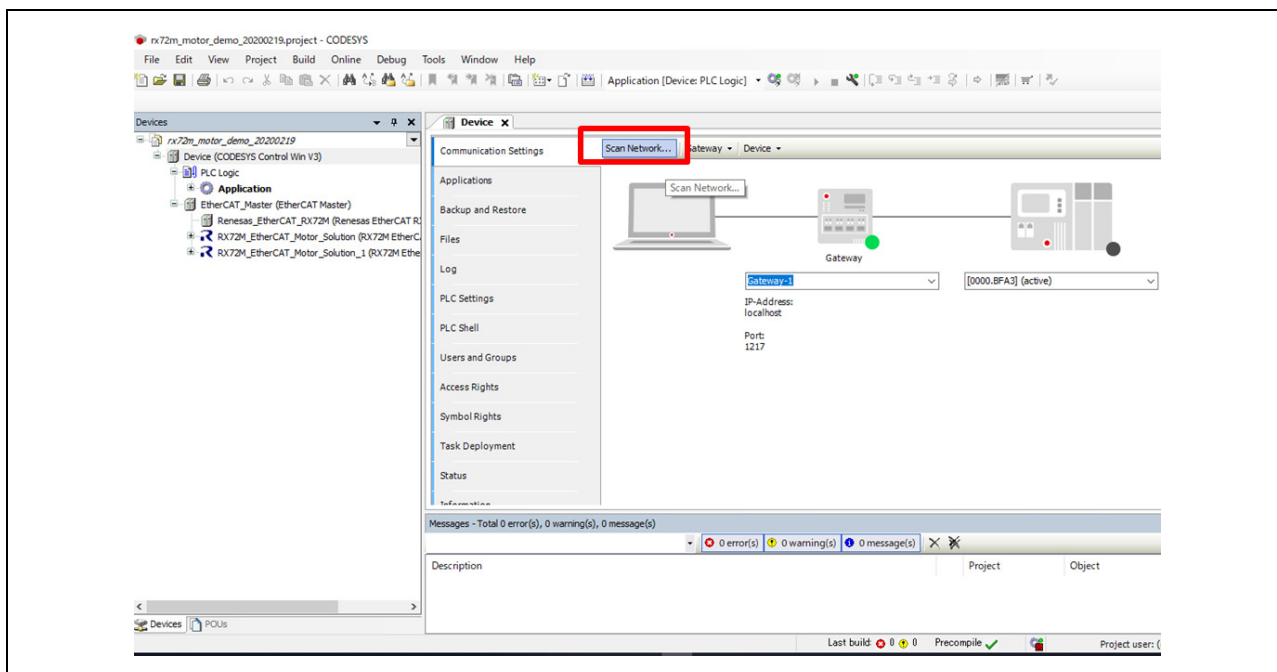 rx72m_motor_demo_20200219.project - CODESYS
File Edit View Project Build Online Debug Tools Window Help
Application [Device: PLC Logic]
Devices
rx72m_motor_demo_20200219
Device (CODESYS Control Win V3)
PLC Logic
Application
EtherCAT_Master (EtherCAT Master)
Renesas_EtherCAT_RX72M (Renesas EtherCAT R
RX72M_EtherCAT_Motor_Solution (RX72M EtherC
RX72M_EtherCAT_Motor_Solution_1 (RX72M Ethe
Devices POUs
Device
Communication Settings
Applications
Backup and Restore
Files
Log
PLC Settings
PLC Shell
Users and Groups
Access Rights
Symbol Rights
Task Deployment
Status
Information
Scan Network... Gateway Device
Scan Network...
Gateway
Gateway-1 [0000.BFA3] (active)
IP-Address:
localhost
Port:
1217
Messages - Total 0 error(s), 0 warning(s), 0 message(s)
0 error(s) 0 warning(s) 0 message(s)
Description Project Object
Last build: 0 0 Precompile Project user: (